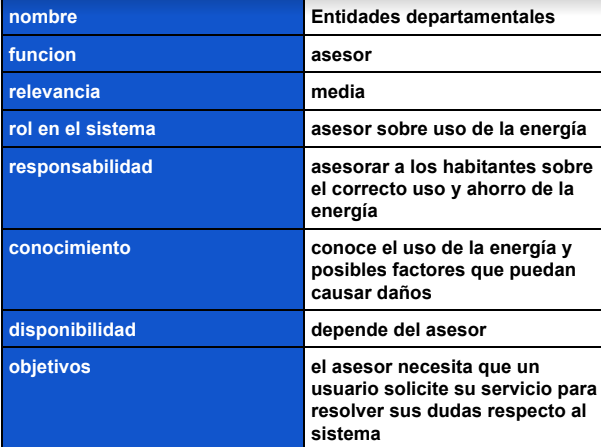 nombre Entidades departamentales
funcion asesor
relevancia media
rol en el sistema asesor sobre uso de la energía
responsabilidad asesorar a los habitantes sobre
el correcto uso y ahorro de la
energía
conocimiento conoce el uso de la energía y
posibles factores que puedan
causar daños
disponibilidad depende del asesor
objetivos el asesor necesita que un
usuario solicite su servicio para
resolver sus dudas respecto al
sistema